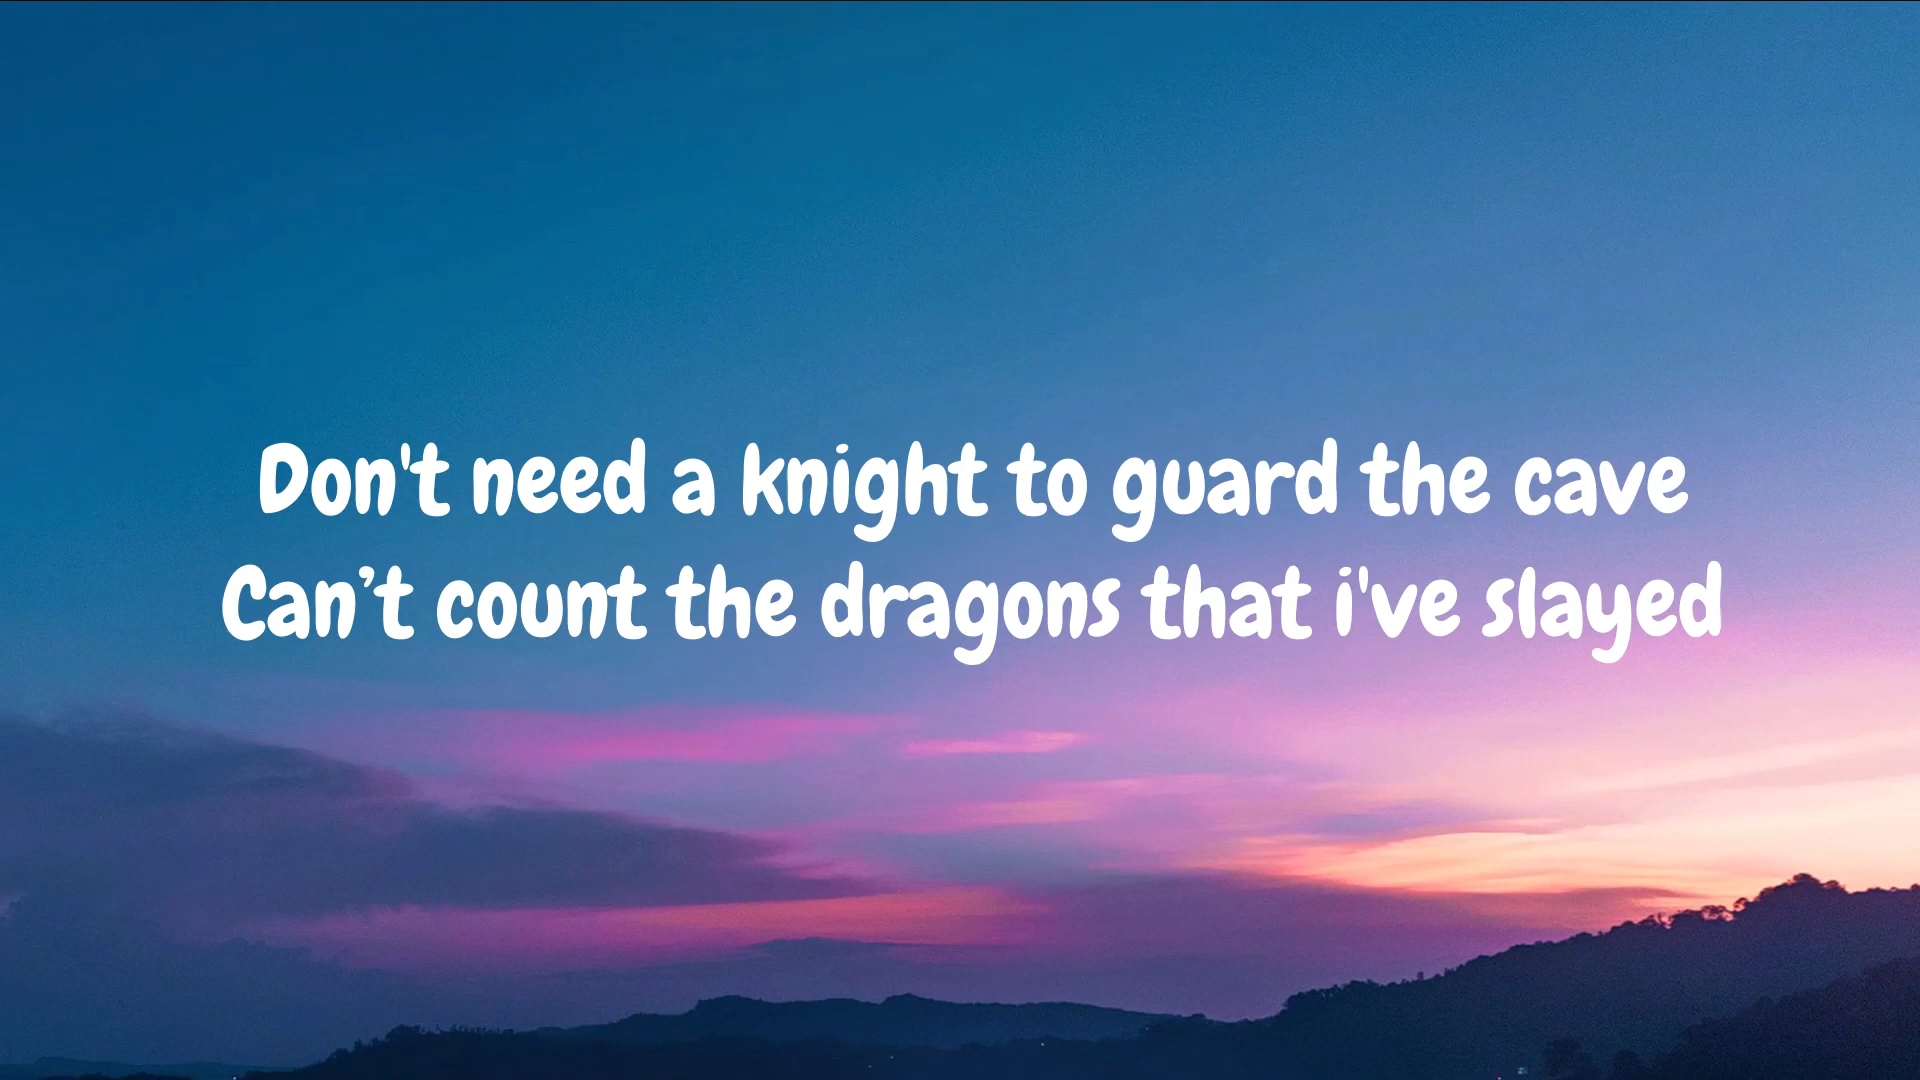 Don't need a knight to guard the cave
Can’t count the dragons that i've slayed